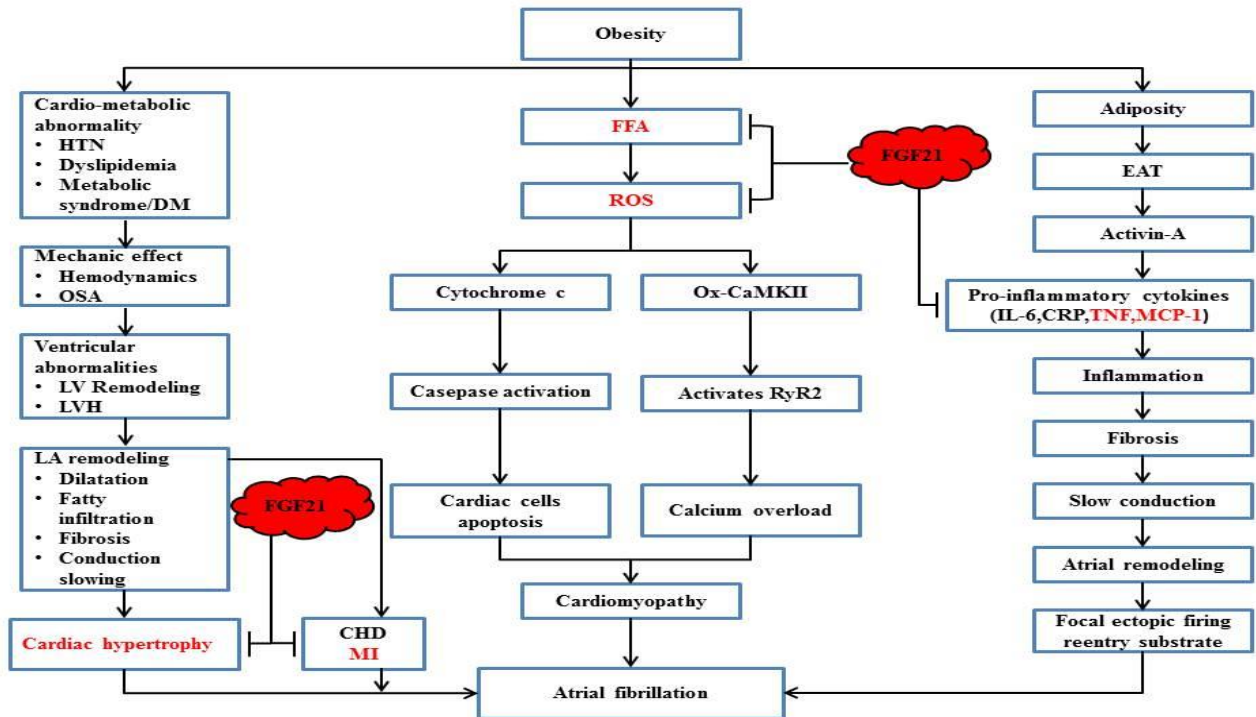 Obesity
Cardio-metabolic
abnormality
• HTN
• Dyslipidemia
• Metabolic
syndrome/DM
Mechanic effect
• Hemodynamics
• OSA
Ventricular
abnormalities
• LV Remodeling
• LVH
LA remodeling
• Dilatation
• Fatty
infiltration
• Fibrosis
• Conduction
slowing
FGF21
Cardiac hypertrophy
CHD
MI
FFA
ROS
FGF21
Cytochrome c
Casepase activation
Cardiac cells
apoptosis
Ox-CaMKII
Activates RyR2
Calcium overload
Cardiomyopathy
Adiposity
EAT
Activin-A
Pro-inflammatory cytokines
(IL-6,CRP,TNF,MCP-1)
Inflammation
Fibrosis
Slow conduction
Atrial remodeling
Focal ectopic firing
reentry substrate
Atrial fibrillation